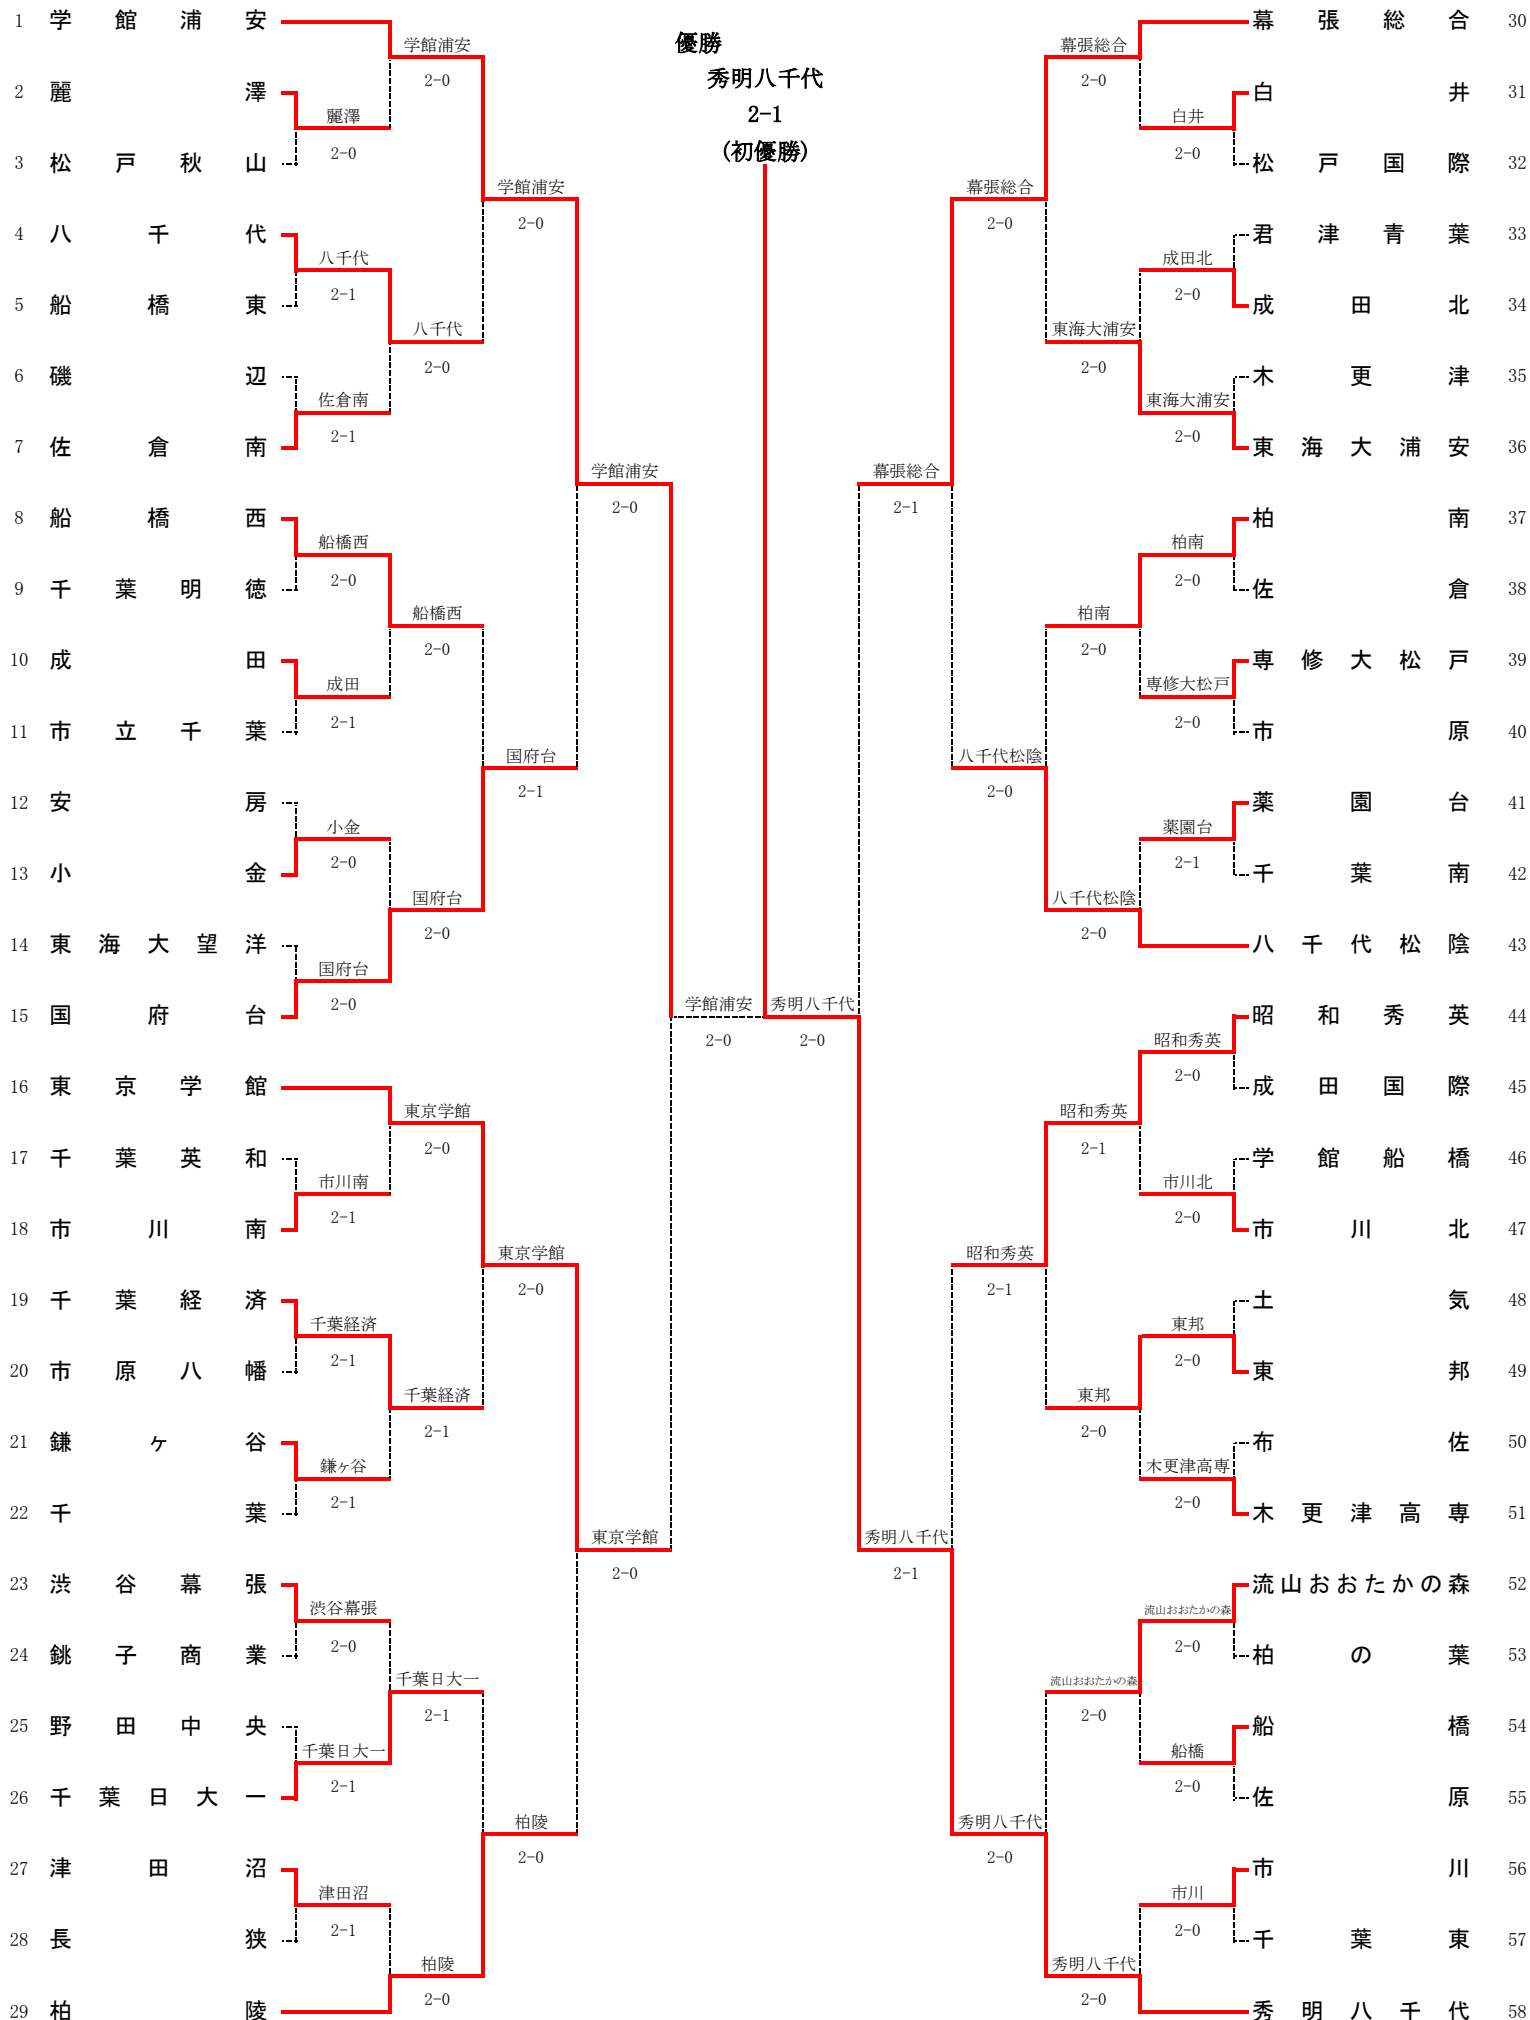 優勝
秀明八千代
2-1
(初優勝)
1 学館浦安
2 麗澤
3 松戸秋山
4 八千代
5 船橋東
6 磯辺
7 佐倉南
8 船橋西
9 千葉明徳
10 成田
11 市立千葉
12 安房
13 小金
14 東海大望洋
15 国府台
16 東京学館
17 千葉英和
18 市川南
19 千葉経済
20 市原八幡
21 鎌ヶ谷
22 千葉
23 渋谷幕張
24 銚子商業
25 野田中央
26 千葉日大一
27 津田沼
28 長狭
29 柏陵
麗澤
2-0
八千代
2-1
佐倉南
2-1
船橋西
2-0
成田
2-1
小金
2-0
国府台
2-0
市川南
2-1
千葉経済
2-1
鎌ヶ谷
2-1
渋谷幕張
2-0
千葉日大一
2-1
津田沼
2-1
学館浦安
2-0
八千代
2-0
船橋西
2-0
国府台
2-0
東京学館
2-0
千葉経済
2-1
千葉日大一
2-1
柏陵
2-0
学館浦安
2-0
国府台
2-1
東京学館
2-0
柏陵
2-0
学館浦安
2-0
東京学館
2-0
学館浦安
2-0
秀明八千代
2-0
幕張総合
2-1
秀明八千代
2-1
幕張総合
2-0
八千代松陰
2-0
昭和秀英
2-1
秀明八千代
2-0
幕張総合
2-0
東海大浦安
2-0
柏南
2-0
八千代松陰
2-0
昭和秀英
2-1
東邦
2-0
流山おおたかの森
2-0
秀明八千代
2-0
白井
2-0
成田北
2-0
東海大浦安
2-0
柏南
2-0
専修大松戸
2-0
薬園台
2-1
昭和秀英
2-0
市川北
2-0
東邦
2-0
木更津高専
2-0
流山おおたかの森
2-0
船橋
2-0
市川
2-0
幕張総合 30
白井 31
松戸国際 32
君津青葉 33
成田北 34
木更津 35
東海大浦安 36
柏南 37
佐倉 38
専修大松戸 39
市原 40
薬園台 41
千葉南 42
八千代松陰 43
昭和秀英 44
成田国際 45
学館船橋 46
市川北 47
土気 48
東邦 49
布佐 50
木更津高専 51
流山おおたかの森 52
柏の葉 53
船橋 54
佐原 55
市川 56
千葉東 57
秀明八千代 58